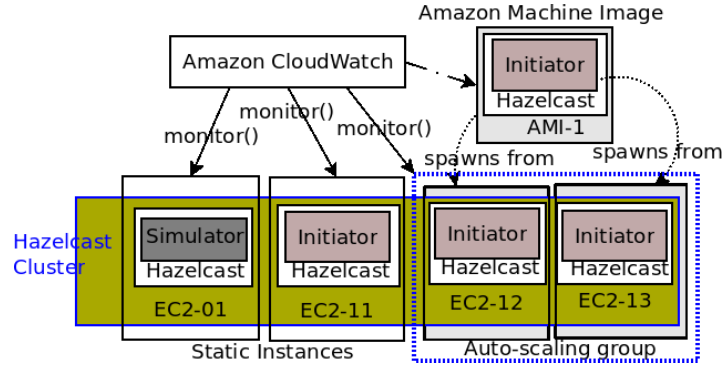 Amazon Machine Image
Amazon CloudWatch
Initiator
Hazelcast
AMI-1
monitor()
monitor()
monitor()
spawns from
spawns from
Hazelcast
Cluster
Simulator
Hazelcast
EC2-01
Initiator
Hazelcast
EC2-11
Initiator
Hazelcast
EC2-12
Initiator
Hazelcast
EC2-13
Static Instances
Auto-scaling group